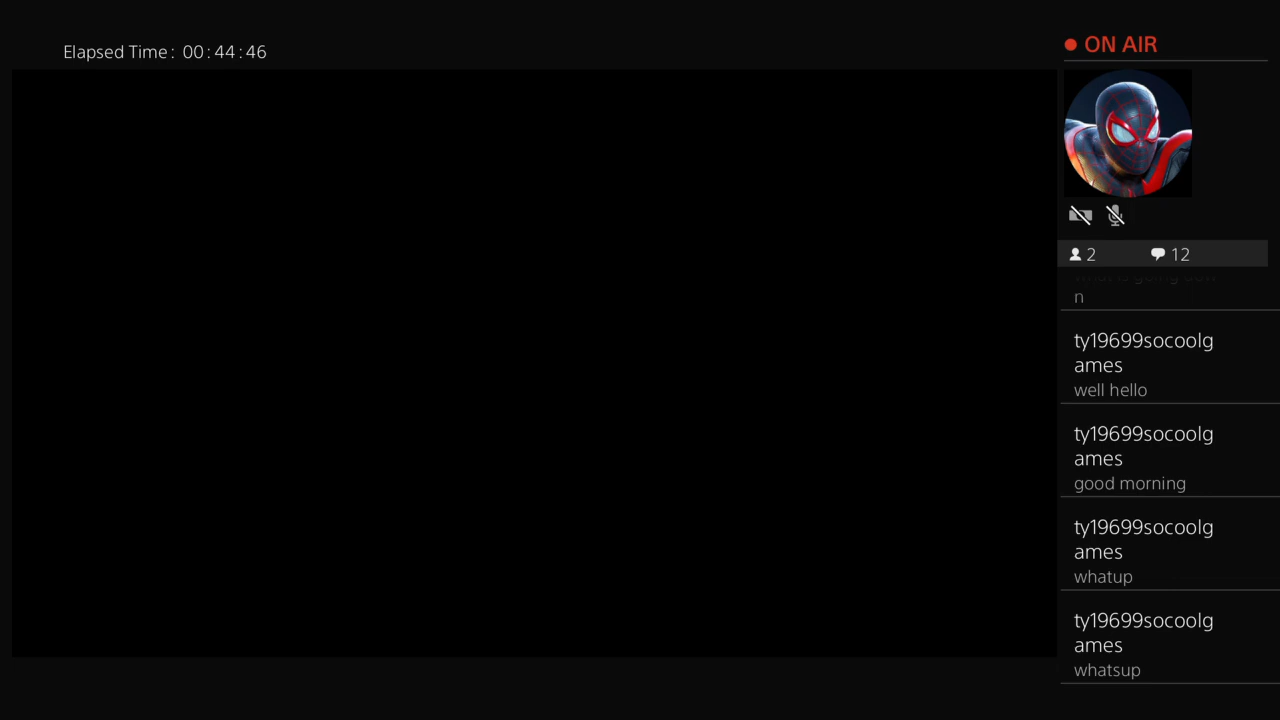 Elapsed Time: 00:44:46
ON AIR
2 12
n
ty19699socoolg
ames
well hello
ty19699socoolg
ames
good morning
ty19699socoolg
ames
whatup
ty19699socoolg
ames
whatsup